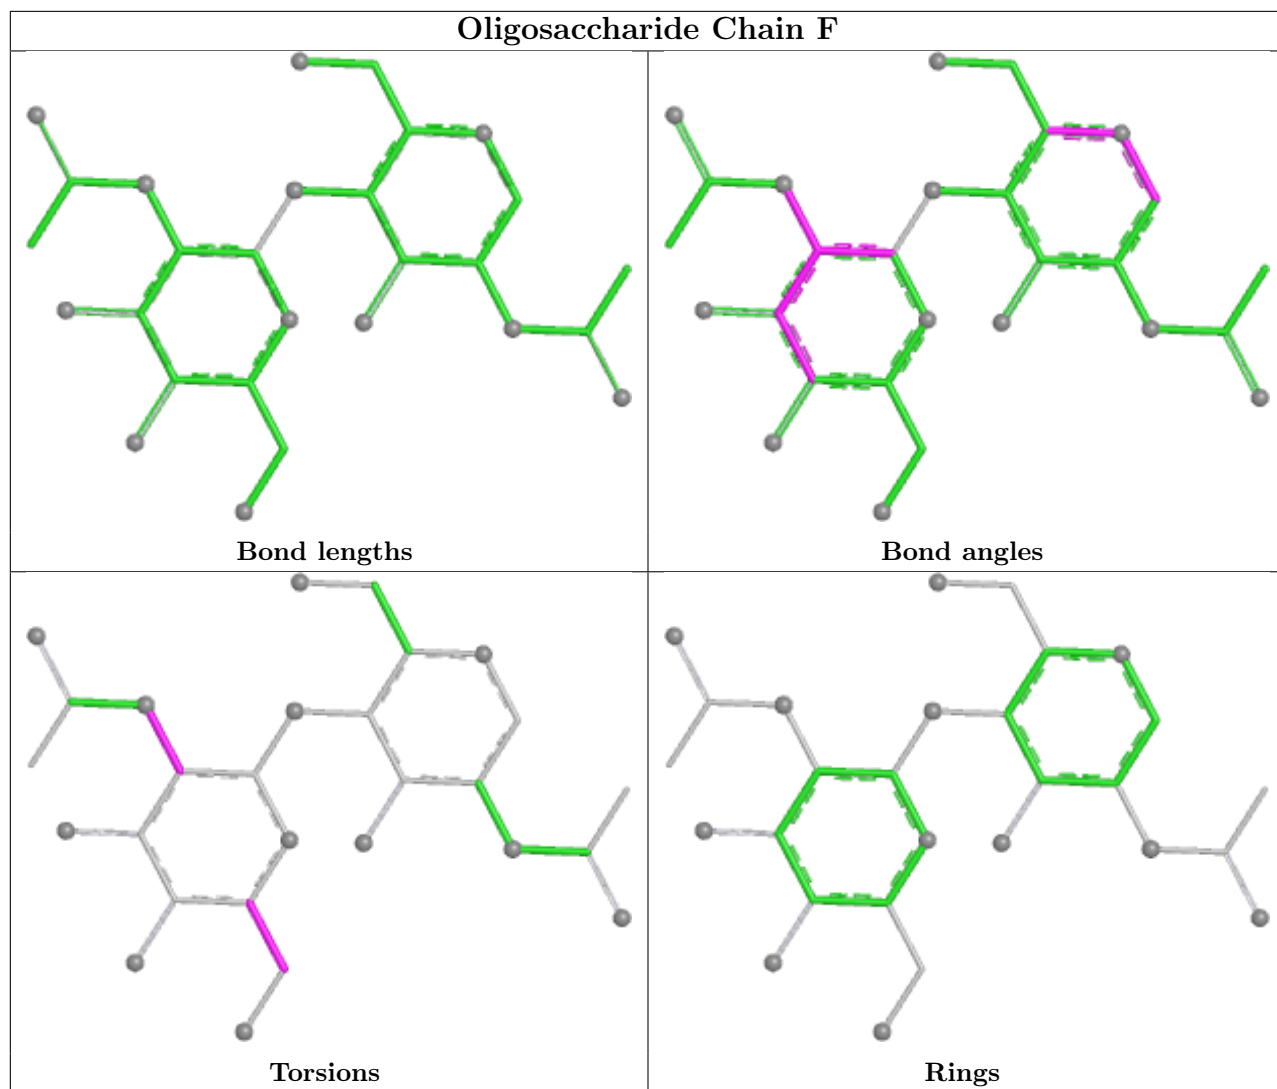 Oligosaccharide Chain F
Bond lengths
Bond angles
Torsions
Rings